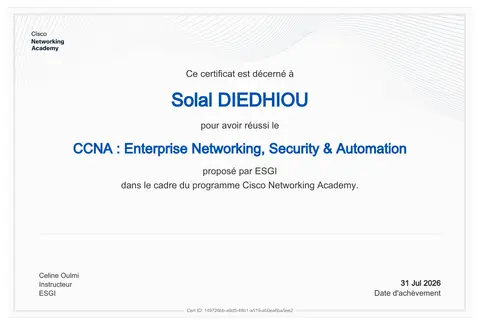 Cisco
Networking
Academy
Ce certificat est décerné à
Solal DIEDHIOU
pour avoir réussi le
CCNA : Enterprise Networking, Security & Automation
proposé par ESGI
dans le cadre du programme Cisco Networking Academy.
Celine Oulmi
Instructeur
ESGI
31 Jul 2026
Date d'achèvement
Cert ID: